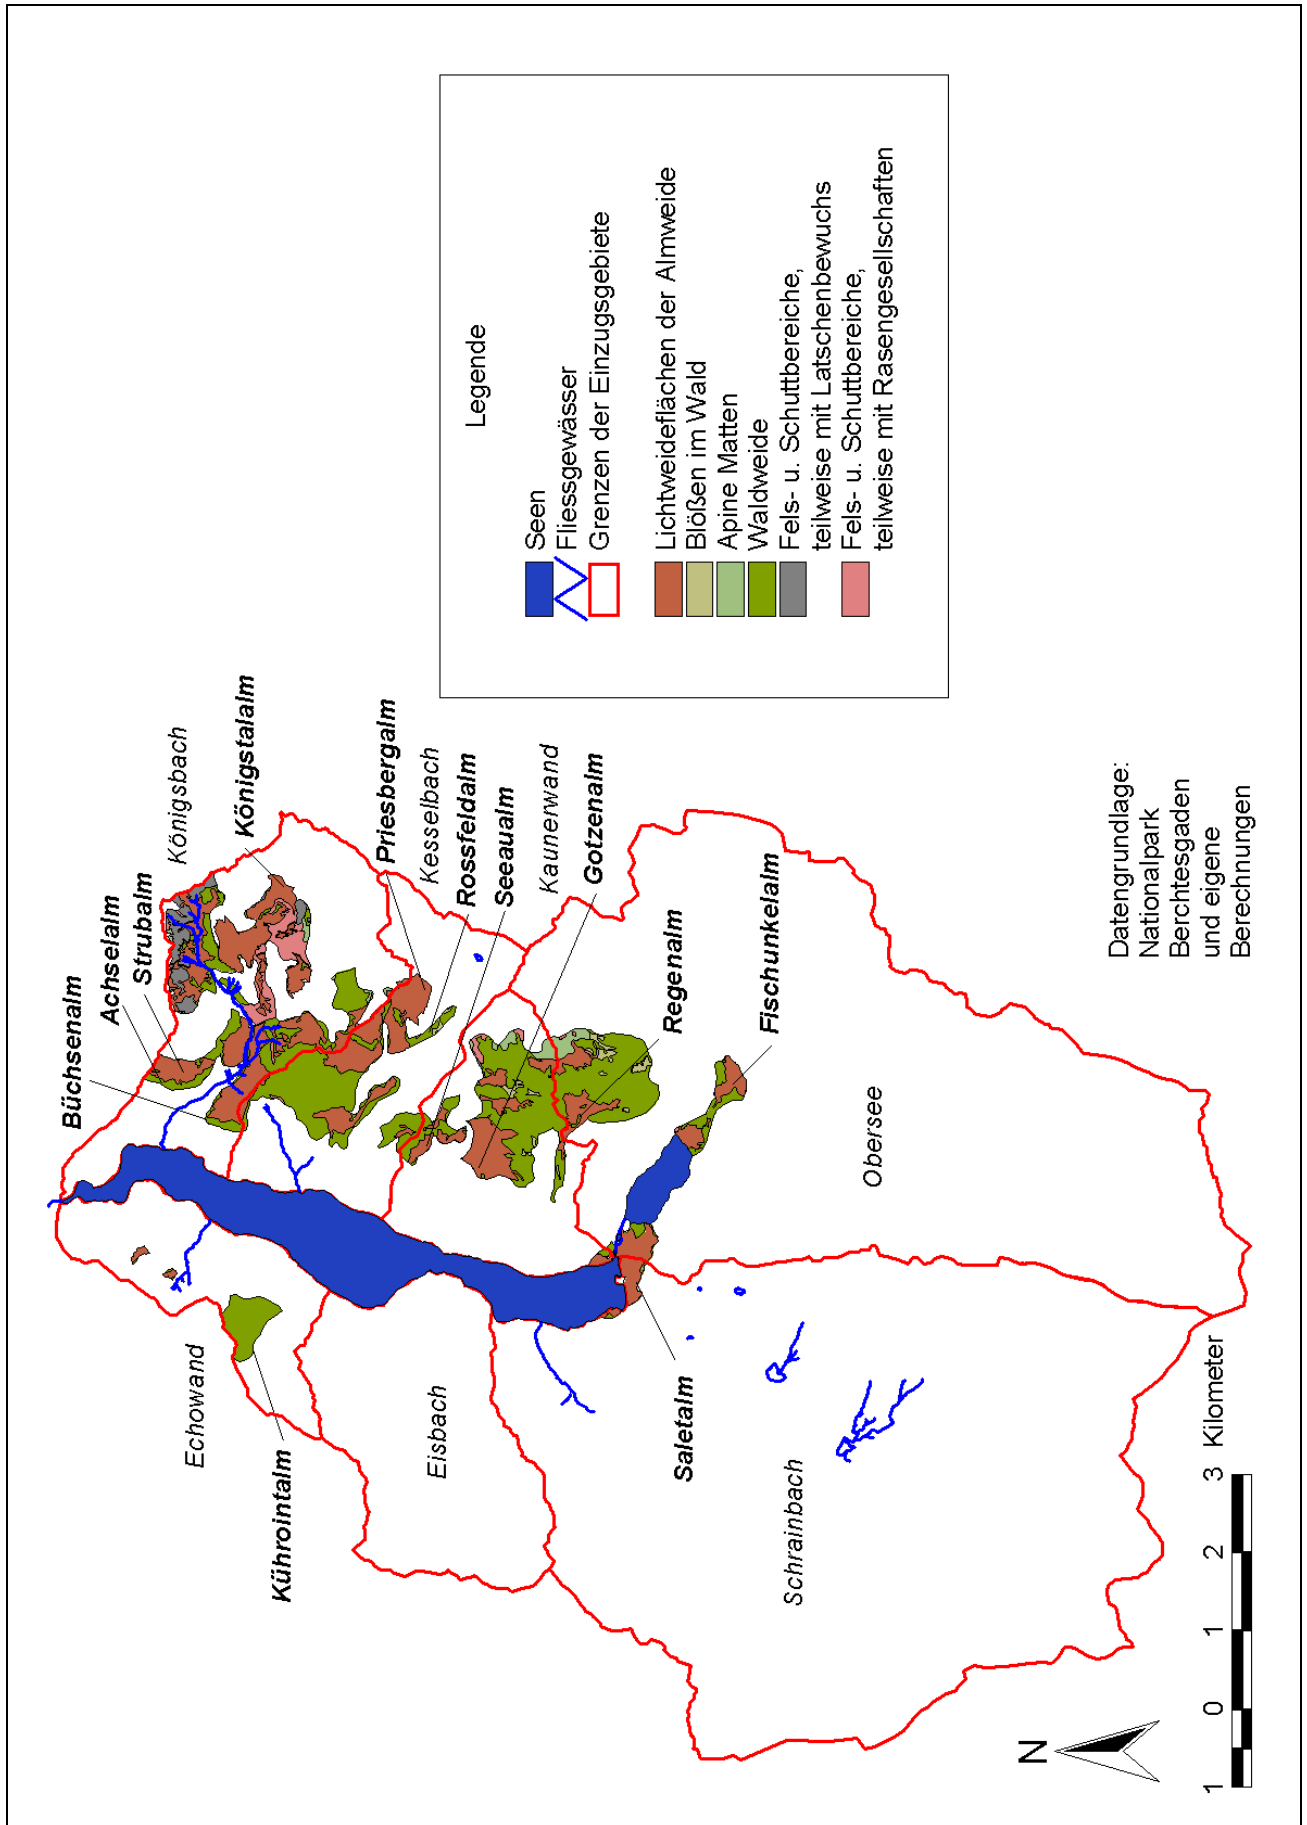 Büchsenalm
Achselalm
Strubalm
Königsbach
Königstalalm
Priesbergalm
Kesselbach
Rossfeldalm
Seeaualm
Kaunerwand
Gotzenalm
Regenalm
Fischunkelalm
Echowand
Kührointalm
Eisbach
Saletalm
Obersee
Schrainbach
Legende
Seen
Fliessgewässer
Grenzen der Einzugsgebiete
Lichtweideflächen der Almweide
Blößen im Wald
Apine Matten
Waldweide
Fels- u. Schuttbereiche,
teilweise mit Latschenbewuchs
Fels- u. Schuttbereiche,
teilweise mit Rasengesellschaften
Datengrundlage:
Nationalpark
Berchtesgaden
und eigene
Berechnungen
N
1 0 1 2 3 Kilometer